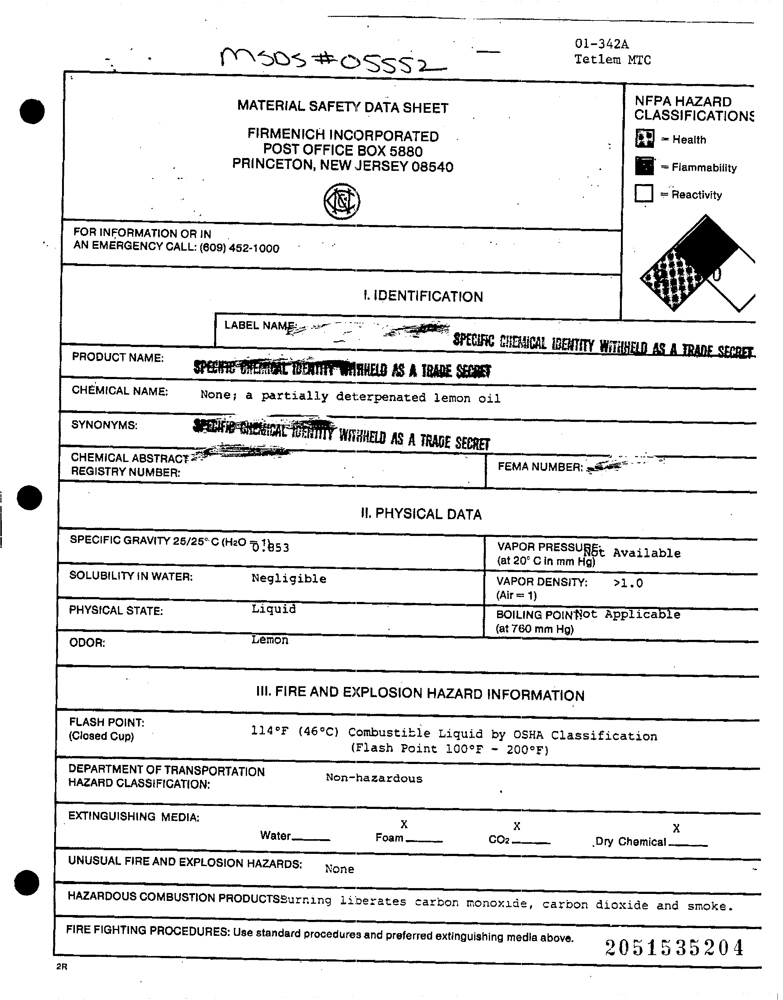 01-342A
Tetlem MTC
MSDS #05552
MATERIAL SAFETY DATA SHEET
FIRMENICH INCORPORATED
POST OFFICE BOX 5880
PRINCETON, NEW JERSEY 08540
NFPA HAZARD
CLASSIFICATIONS
= Health
= Flammability
= Reactivity
0
FOR INFORMATION OR IN
AN EMERGENCY CALL: (609) 452-1000
I. IDENTIFICATION
LABEL NAME:
SPECIFIC CHEMICAL IDENTITY WITHHELD AS A TRADE SECRET
PRODUCT NAME:
SPECIFIC CHEMICAL IDENTITY WITHHELD AS A TRADE SECRET
CHEMICAL NAME: None; a partially deterpenated lemon oil
SYNONYMS: SPECIFIC CHEMICAL IDENTITY WITHHELD AS A TRADE SECRET
CHEMICAL ABSTRACT
REGISTRY NUMBER:
FEMA NUMBER:
II. PHYSICAL DATA
SPECIFIC GRAVITY 25/25° C (H2O = 1): 0.853
VAPOR PRESSURE: Not Available
(at 20° C in mm Hg)
SOLUBILITY IN WATER: Negligible
VAPOR DENSITY: >1.0
(Air = 1)
PHYSICAL STATE: Liquid
BOILING POINT Not Applicable
(at 760 mm Hg)
ODOR: Lemon
III. FIRE AND EXPLOSION HAZARD INFORMATION
FLASH POINT:
(Closed Cup)
114°F (46°C) Combustible Liquid by OSHA Classification
(Flash Point 100°F - 200°F)
DEPARTMENT OF TRANSPORTATION
HAZARD CLASSIFICATION:
Non-hazardous
EXTINGUISHING MEDIA:
X X X
Water____ Foam____ CO2____ Dry Chemical____
UNUSUAL FIRE AND EXPLOSION HAZARDS: None
HAZARDOUS COMBUSTION PRODUCTS Burning liberates carbon monoxide, carbon dioxide and smoke.
FIRE FIGHTING PROCEDURES: Use standard procedures and preferred extinguishing media above.
2051535204
2R